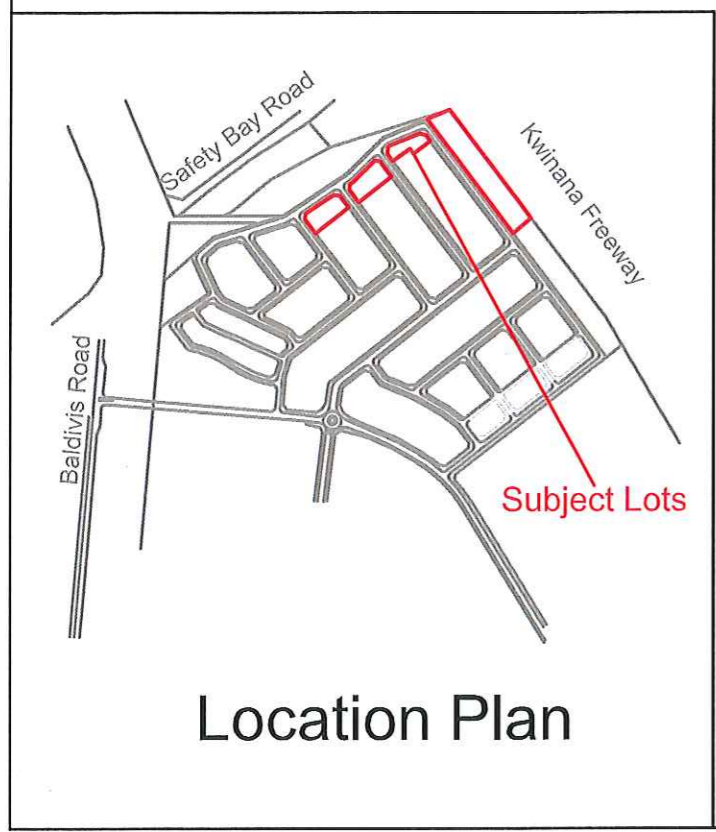 Safety Bay Road
Kwinana Freeway
Baldivis Road
Subject Lots
Location Plan